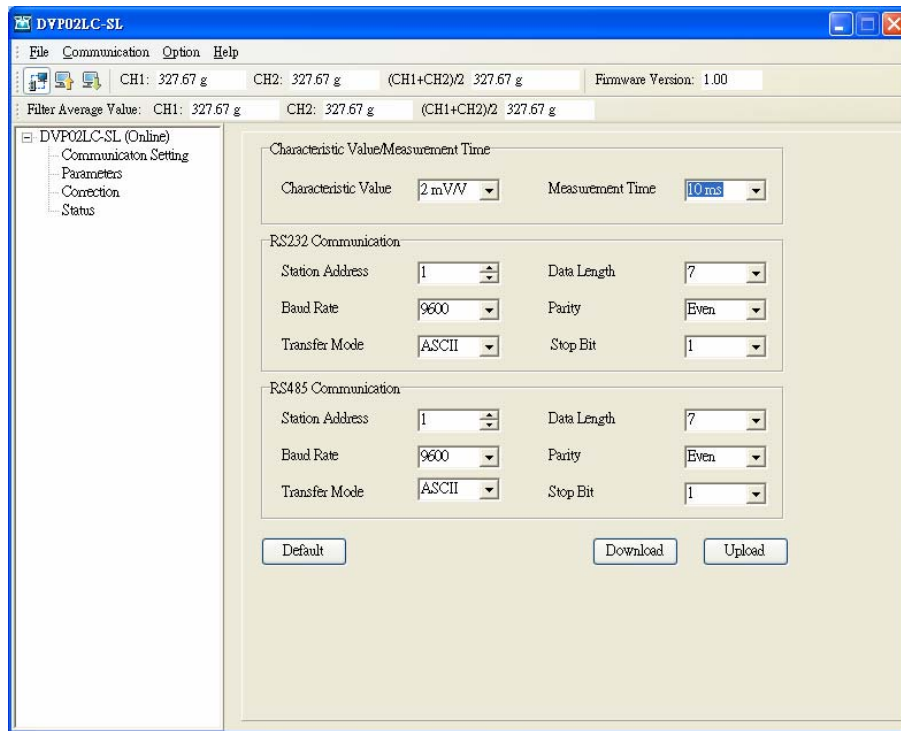 DVP02LC-SL
File Communication Option Help
CH1: 327.67 g CH2: 327.67 g (CH1+CH2)/2 327.67 g Firmware Version: 1.00
Filter Average Value: CH1: 327.67 g CH2: 327.67 g (CH1+CH2)/2 327.67 g
DVP02LC-SL (Online)
Communicaton Setting
Parameters
Correction
Status
Characteristic Value/Measurement Time
Characteristic Value 2 mV/V Measurement Time 10 ms
RS232 Communication
Station Address 1 Data Length 7
Baud Rate 9600 Parity Even
Transfer Mode ASCII Stop Bit 1
RS485 Communication
Station Address 1 Data Length 7
Baud Rate 9600 Parity Even
Transfer Mode ASCII Stop Bit 1
Default Download Upload